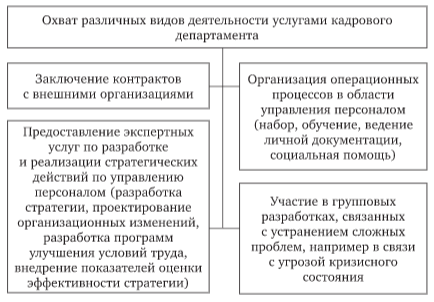 Охват различных видов деятельности услугами кадрового
департамента
Заключение контрактов
с внешними организациями
Организация операционных
процессов в области
управления персоналом
(набор, обучение, ведение
личной документации,
социальная помощь)
Предоставление экспертных
услуг по разработке
и реализации стратегических
действий по управлению
персоналом (разработка
стратегии, проектирование
организационных изменений,
разработка программ
улучшения условий труда,
внедрение показателей оценки
эффективности стратегии)
Участие в групповых
разработках, связанных
с устранением сложных
проблем, например в связи
с угрозой кризисного
состояния